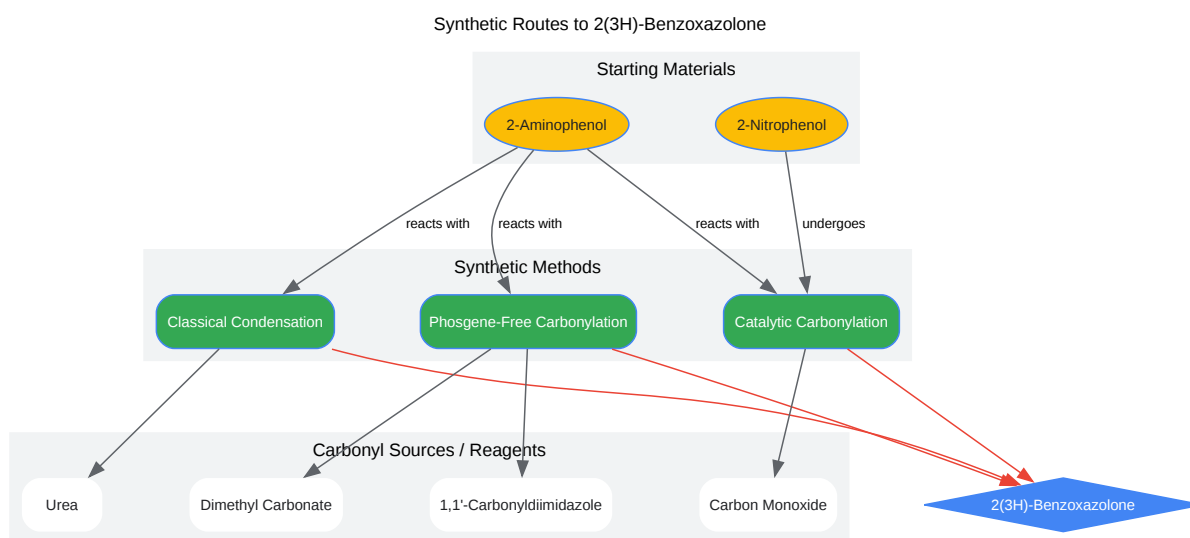 Synthetic Routes to 2(3H)-Benzoxazolone
Starting Materials
2-Aminophenol
2-Nitrophenol
reacts with
reacts with
reacts with
undergoes
Synthetic Methods
Classical Condensation
Phosgene-Free Carbonylation
Catalytic Carbonylation
Carbonyl Sources / Reagents
Urea
Dimethyl Carbonate
1,1'-Carbonyldiimidazole
Carbon Monoxide
2(3H)-Benzoxazolone